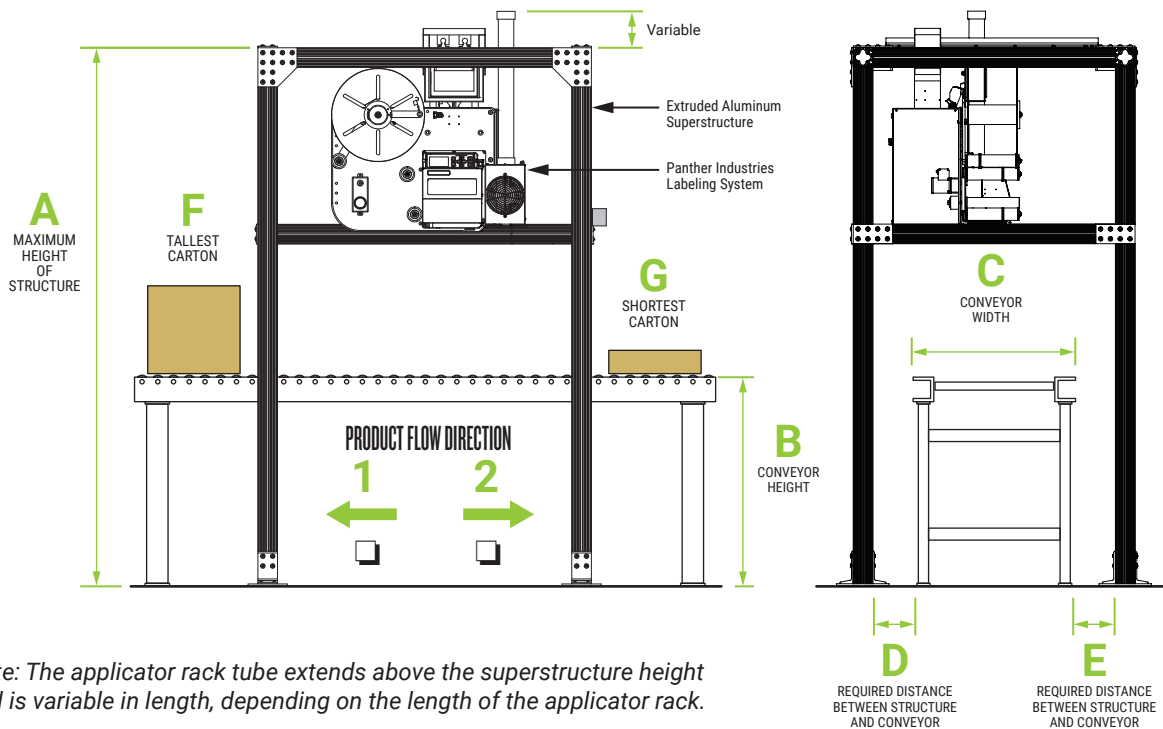 Variable
Extruded Aluminum
Superstructure
Panther Industries
Labeling System
A
MAXIMUM
HEIGHT
OF
STRUCTURE
F
TALLEST
CARTON
G
SHORTEST
CARTON
C
CONVEYOR
WIDTH
PRODUCT FLOW DIRECTION
1 2
B
CONVEYOR
HEIGHT
D
REQUIRED DISTANCE
BETWEEN STRUCTURE
AND CONVEYOR
E
REQUIRED DISTANCE
BETWEEN STRUCTURE
AND CONVEYOR
The applicator rack tube extends above the superstructure height
is variable in length, depending on the length of the applicator rack.